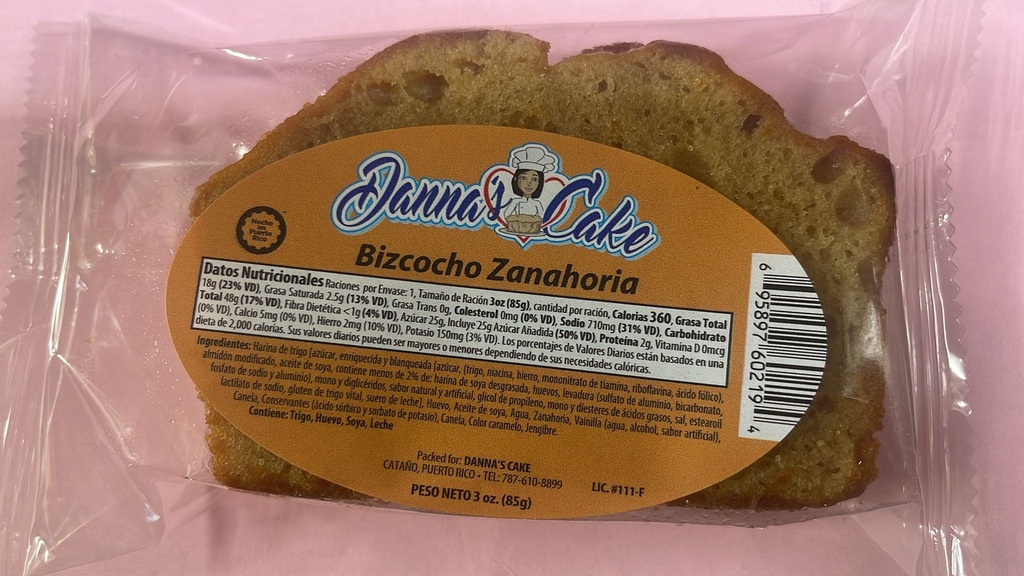 Danna's Cake
Hecho
en
Puerto
Rico
Bizcocho Zanahoria
Datos Nutricionales Raciones por Envase: 1, Tamaño de Ración 3oz (85g), cantidad por ración, Calorias 360, Grasa Total
18g (23% VD), Grasa Saturada 2.5g (13% VD), Grasa Trans 0g, Colesterol 0mg (0% VD), Sodio 710mg (31% VD), Carbohidrato
Total 48g (17% VD), Fibra Dietética <1g (4% VD), Azúcar 25g, Incluye 25g Azúcar Añadida (50% VD), Proteína 2g, Vitamina D 0mcg
(0% VD), Calcio 5mg (0% VD), Hierro 2mg (10% VD), Potasio 150mg (3% VD). Los porcentajes de Valores Diarios están basados en una
dieta de 2,000 calorías. Sus valores diarios pueden ser mayores o menores dependiendo de sus necesidades calóricas.
Ingredientes: Harina de trigo [azúcar, enriquecida y blanqueada [azúcar, (trigo, niacina, hierro, mononitrato de tiamina, riboflavina, ácido fólico),
almidón modificado, aceite de soya, contiene menos de 2% de: harina de soya desgrasada, huevos, levadura (sulfato de aluminio, bicarbonato,
fosfato de sodio y aluminio), mono y diglicéridos, sabor natural y artificial, glicol de propileno, mono y diesteres de ácidos grasos, sal, estearoil
lactilato de sodio, gluten de trigo vital, suero de leche], Huevo, Aceite de soya, Agua, Zanahoria, Vainilla (agua, alcohol, sabor artificial),
Canela, Conservantes (ácido sórbico y sorbato de potasio), Canela, Color caramelo, Jengibre.
Contiene: Trigo, Huevo, Soya, Leche
Packed for: DANNA'S CAKE
CATAÑO, PUERTO RICO - TEL: 787-610-8899
LIC. #111-F
PESO NETO 3 oz. (85g)
6 95897 60219 4